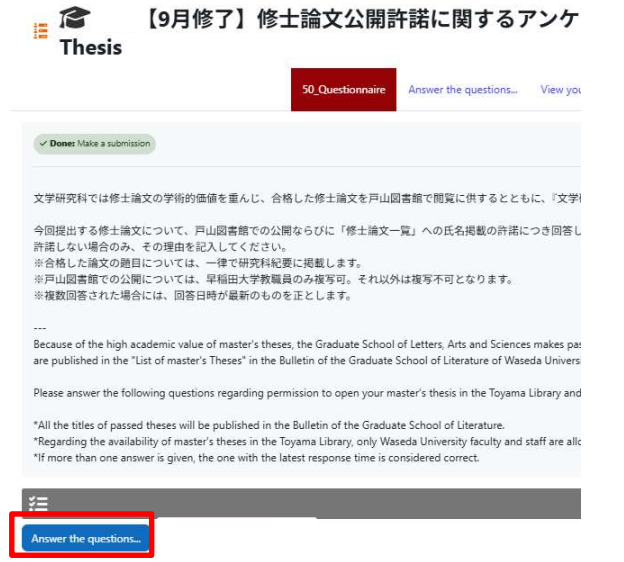 【9月修了】修士論文公開許諾に関するアンケ
Thesis
50_Questionnaire Answer the questions... View you
Done: Make a submission
文学研究科では修士論文の学術的価値を重んじ、合格した修士論文を戸山図書館で閲覧に供するとともに、『文学
今回提出する修士論文について、戸山図書館での公開ならびに「修士論文一覧」への氏名掲載の許諾につき回答し
許諾しない場合のみ、その理由を記入してください。
※合格した論文の題目については、一律で研究科紀要に掲載します。
※戸山図書館での公開については、早稲田大学教職員のみ複写可。それ以外は複写不可となります。
※複数回答された場合には、回答日時が最新のものを正とします。
---
Because of the high academic value of master's theses, the Graduate School of Letters, Arts and Sciences makes pas
are published in the "List of master's Theses" in the Bulletin of the Graduate School of Literature of Waseda Univers
Please answer the following questions regarding permission to open your master's thesis in the Toyama Library and
*All the titles of passed theses will be published in the Bulletin of the Graduate School of Literature.
*Regarding the availability of master's theses in the Toyama Library, only Waseda University faculty and staff are allo
*If more than one answer is given, the one with the latest response time is considered correct.
Answer the questions...